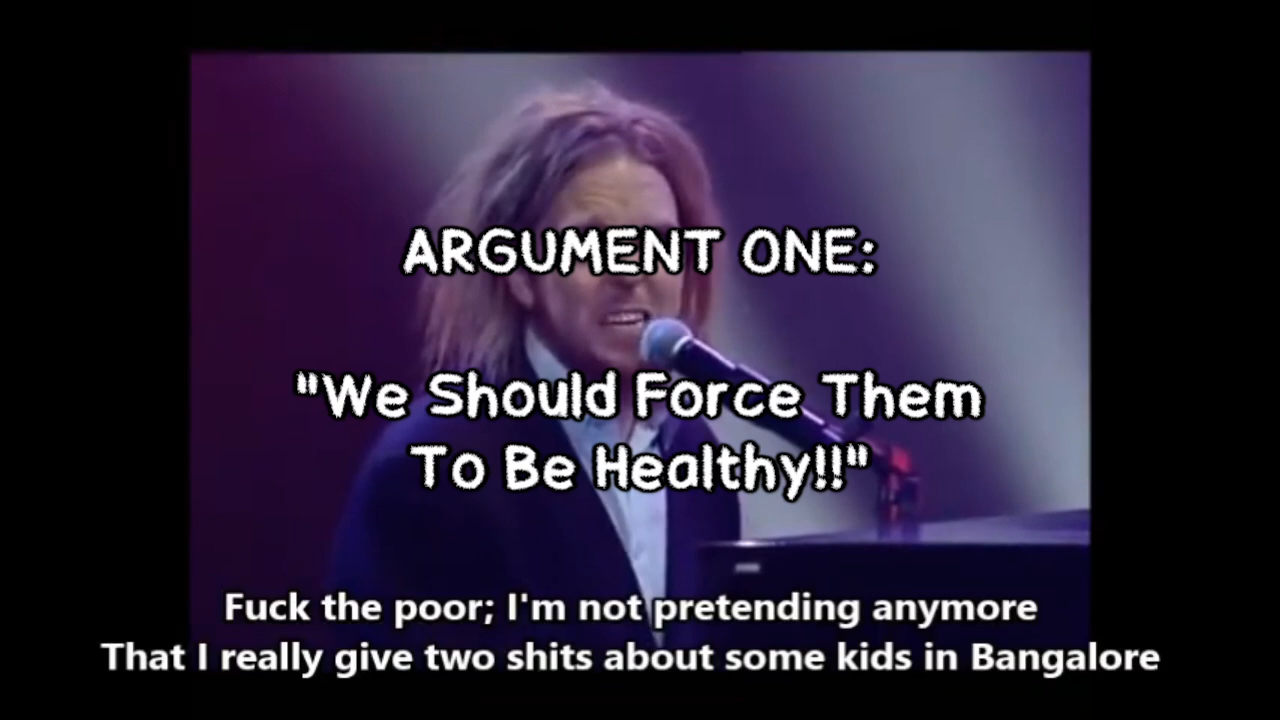 ARGUMENT ONE:
"We Should Force Them
To Be Healthy!!"
Fuck the poor; I'm not pretending anymore
That I really give two shits about some kids in Bangalore